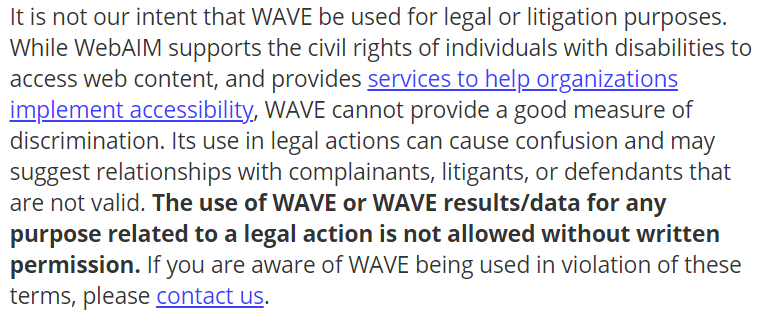 It is not our intent that WAVE be used for legal or litigation purposes.
While WebAIM supports the civil rights of individuals with disabilities to
access web content, and provides services to help organizations
implement accessibility, WAVE cannot provide a good measure of
discrimination. Its use in legal actions can cause confusion and may
suggest relationships with complainants, litigants, or defendants that
are not valid. The use of WAVE or WAVE results/data for any
purpose related to a legal action is not allowed without written
permission. If you are aware of WAVE being used in violation of these
terms, please contact us.